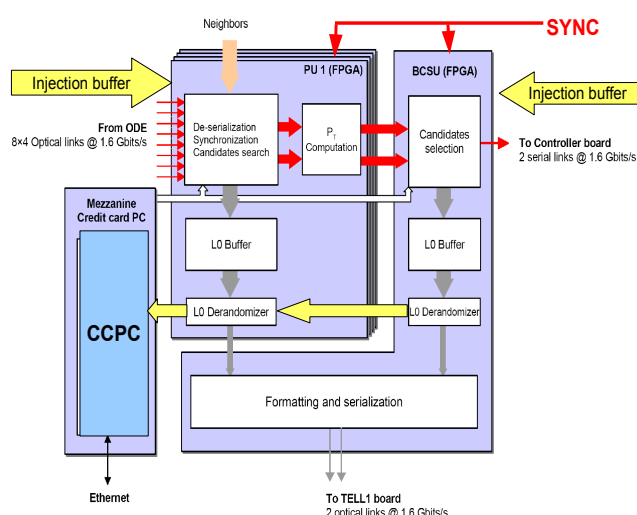 SYNC
Neighbors
PU 1 (FPGA)
BCSU (FPGA)
Injection buffer
Injection buffer
From ODE
8×4 Optical links @ 1.6 Gbits/s
De-serialization
Synchronization
Candidates search
PT
Computation
Candidates
selection
To Controller board
2 serial links @ 1.6 Gbits/s
Mezzanine
Credit card PC
L0 Buffer
L0 Buffer
CCPC
L0 Derandomizer
L0 Derandomizer
Formatting and serialization
Ethernet
To TELL1 board
2 optical links @ 1.6 Gbits/s